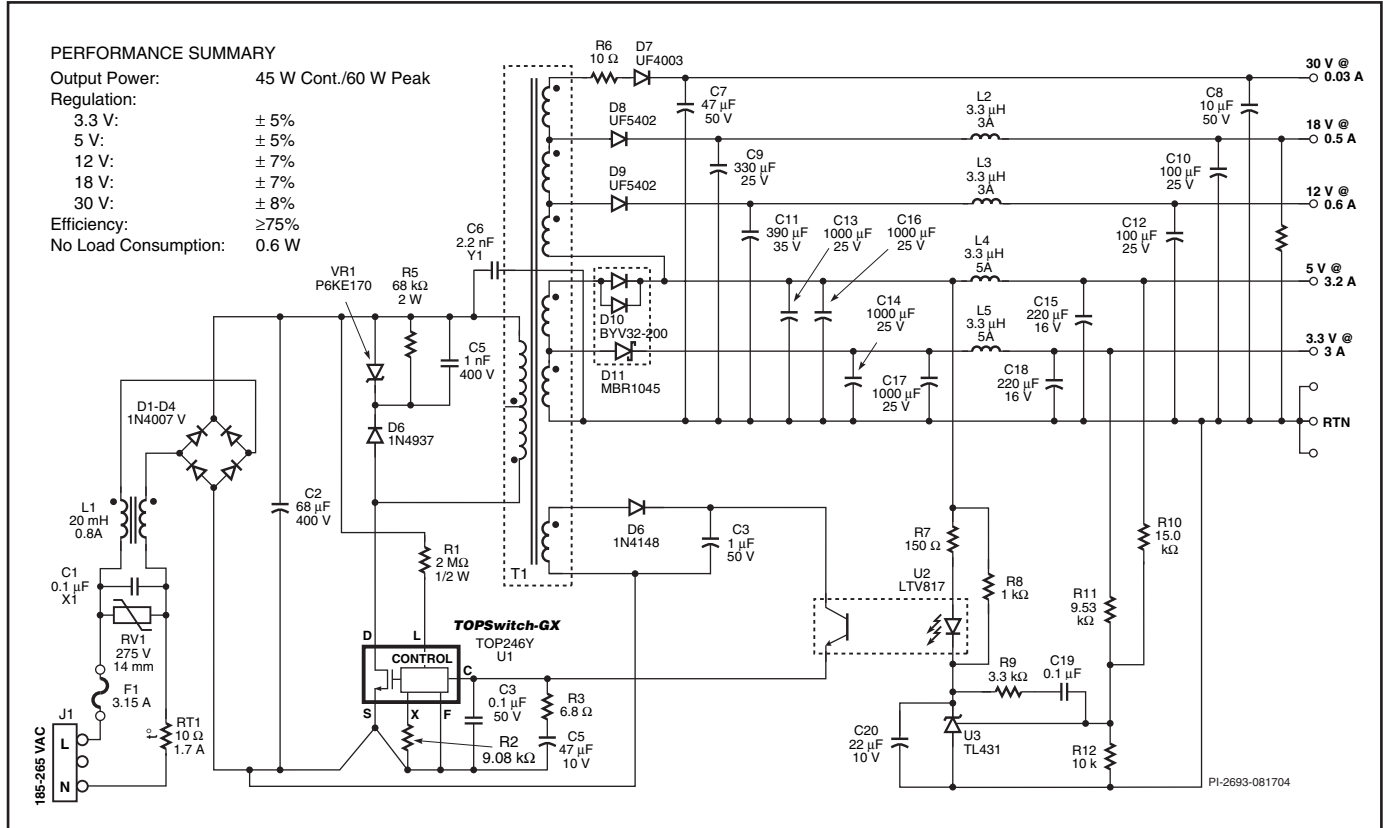 PERFORMANCE SUMMARY
Output Power: 45 W Cont./60 W Peak
Regulation:
3.3 V: ± 5%
5 V: ± 5%
12 V: ± 7%
18 V: ± 7%
30 V: ± 8%
Efficiency: ≥75%
No Load Consumption: 0.6 W
R6
10 Ω
D7
UF4003
30 V @
0.03 A
C7
47 µF
50 V
L2
3.3 µH
3A
C8
10 µF
50 V
D8
UF5402
18 V @
0.5 A
C9
330 µF
25 V
L3
3.3 µH
3A
C10
100 µF
25 V
D9
UF5402
12 V @
0.6 A
C6
2.2 nF
Y1
C11
390 µF
35 V
C13
1000 µF
25 V
C16
1000 µF
25 V
L4
3.3 µH
5A
C12
100 µF
25 V
VR1
P6KE170
R5
68 kΩ
2 W
5 V @
3.2 A
D10
BYV32-200
C14
1000 µF
25 V
L5
3.3 µH
5A
C15
220 µF
16 V
C5
1 nF
400 V
3.3 V @
3 A
D11
MBR1045
C17
1000 µF
25 V
C18
220 µF
16 V
D1-D4
1N4007 V
D6
1N4937
RTN
L1
20 mH
0.8A
C2
68 µF
400 V
D6
1N4148
C3
1 µF
50 V
R7
150 Ω
R10
15.0
kΩ
R1
2 MΩ
1/2 W
T1
U2
LTV817
R8
1 kΩ
C1
0.1 µF
X1
R11
9.53
kΩ
RV1
275 V
14 mm
D L
TOPSwitch-GX
TOP246Y
U1
CONTROL
C
S X F
C3
0.1 µF
50 V
R3
6.8 Ω
R9
3.3 kΩ
C19
0.1 µF
F1
3.15 A
J1
L
N
185-265 VAC
RT1
10 Ω
1.7 A
t°
R2
9.08 kΩ
C5
47 µF
10 V
C20
22 µF
10 V
U3
TL431
R12
10 k
PI-2693-081704